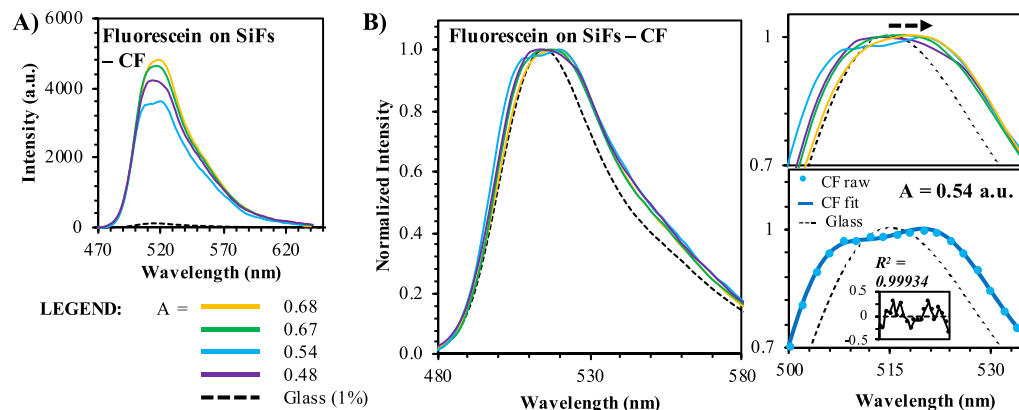 A)
Fluorescein on SiFs
– CF
Intensity (a.u.)
6000
4000
2000
0
470
520
570
620
Wavelength (nm)
LEGEND:
A =
0.68
0.67
0.54
0.48
Glass (1%)
B)
Fluorescein on SiFs – CF
Normalized Intensity
1.0
0.8
0.6
0.4
0.2
0.0
480
530
580
Wavelength (nm)
1
0.7
CF raw
CF fit
Glass
A = 0.54 a.u.
1
R² =
0.99934
0.5
0
-0.5
0.7
500
515
530
Wavelength (nm)